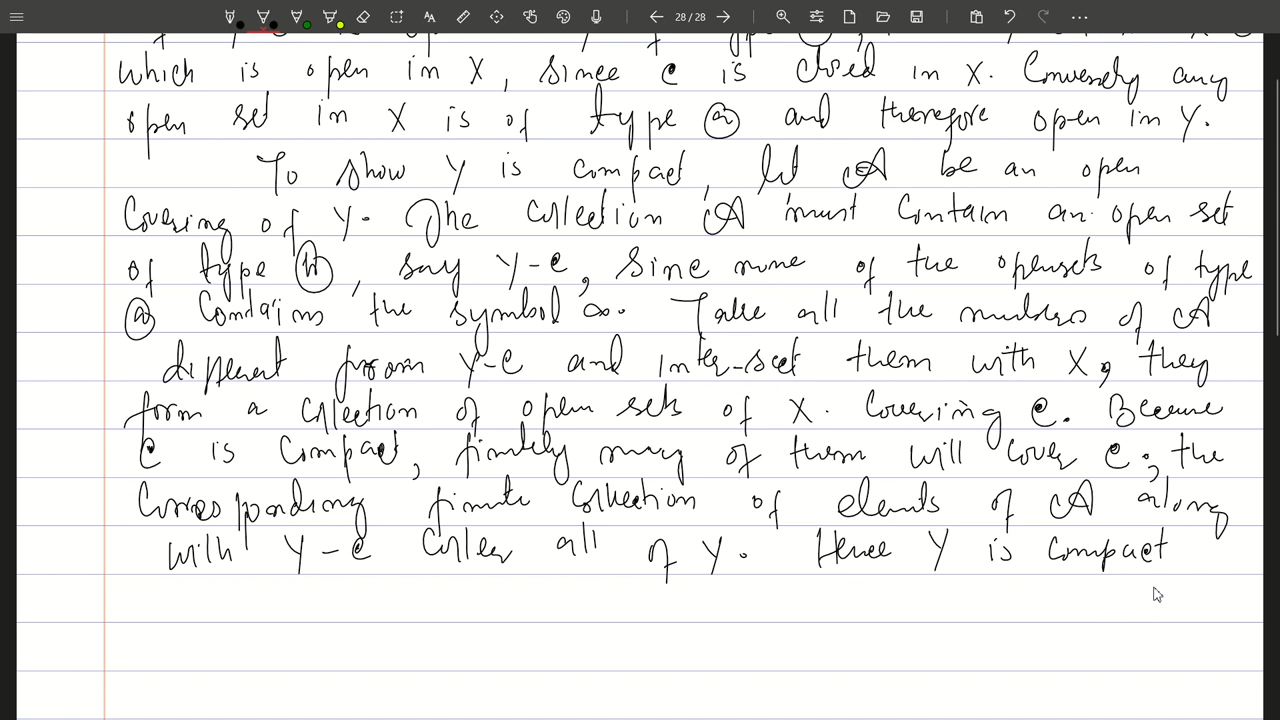 28 / 28
which is open in X, since C is closed in X. Conversely any
open set in X is of type (a) and therefore open in Y.
To show Y is compact, let A be an open
Covering of Y. The collection A must contain an open set
of type (b), say Y-C, Since none of the opensets of type
(a) Contains the symbol ∞. Take all the members of A
different from Y-C and inter-sect them with X, they
form a collection of open sets of X. Covering C. Because
C is Compact, finitely many of them will cover C, the
Corresponding finite Collection of elements of A along
with Y-C all of Y. Hence Y is compact